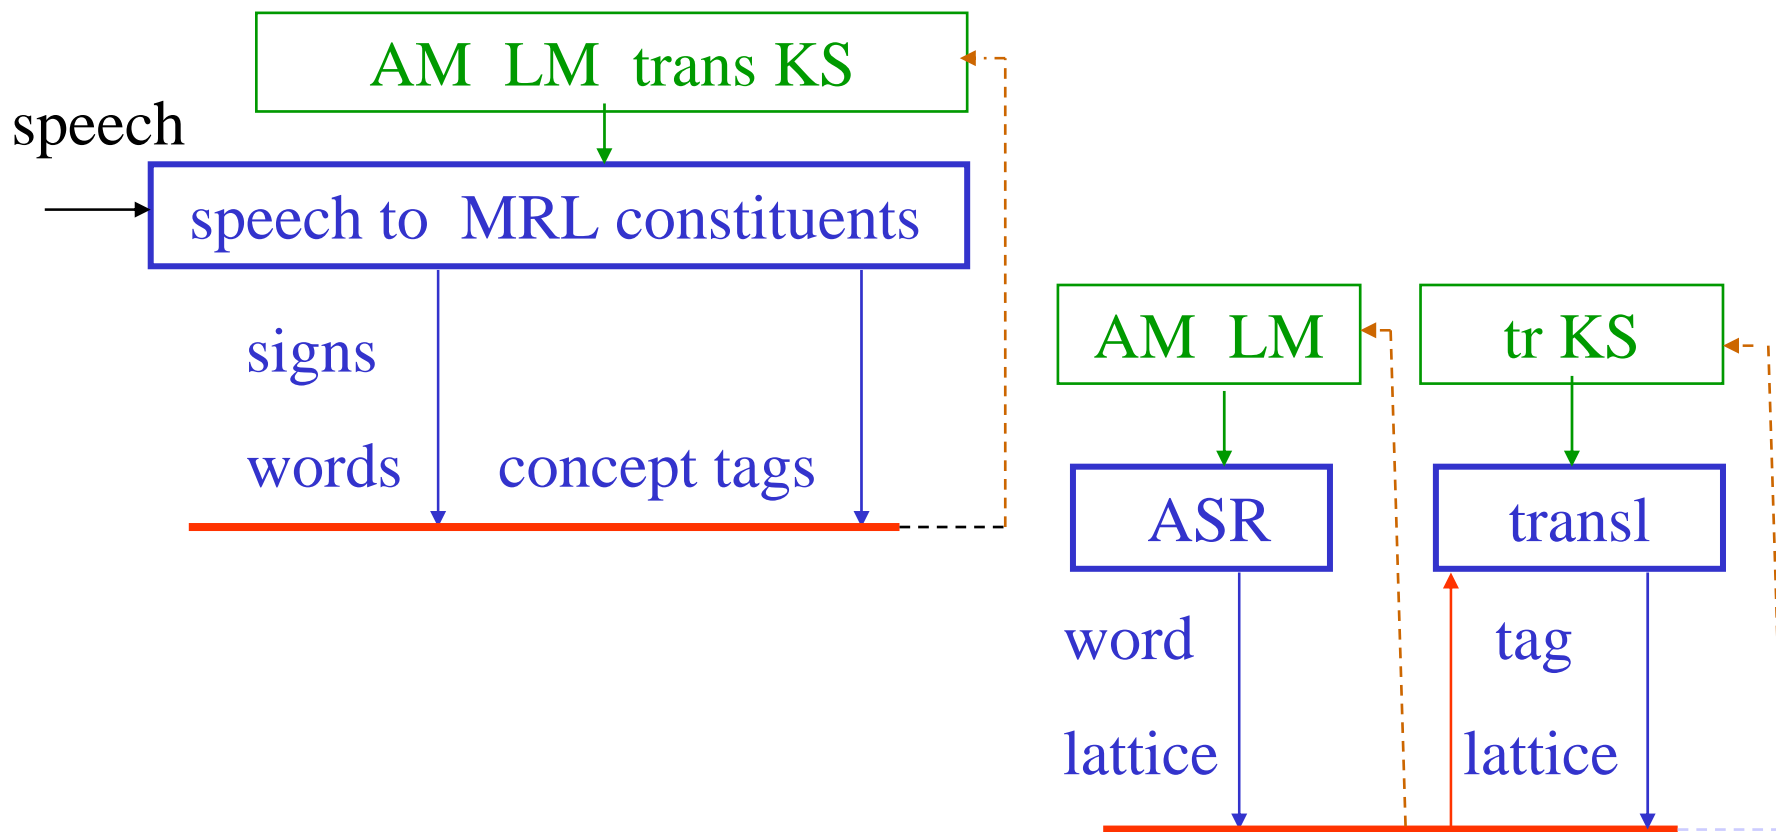 AM LM trans KS
speech
speech to MRL constituents
signs
words
concept tags
AM LM
tr KS
ASR
transl
word
lattice
tag
lattice